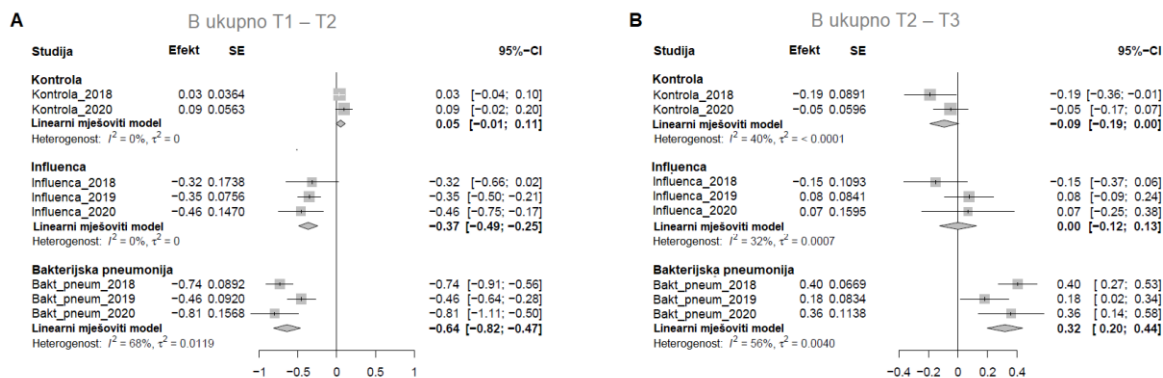 A
B ukupno T1 – T2
Studija Efekt SE 95%−CI
Kontrola
Kontrola_2018 0.03 0.0364 0.03 [−0.04; 0.10]
Kontrola_2020 0.09 0.0563 0.09 [−0.02; 0.20]
Linearni mješoviti model 0.05 [−0.01; 0.11]
Heterogenost: I² = 0%, τ² = 0
Influenca
Influenca_2018 −0.32 0.1738 −0.32 [−0.66; 0.02]
Influenca_2019 −0.35 0.0756 −0.35 [−0.50; −0.21]
Influenca_2020 −0.46 0.1470 −0.46 [−0.75; −0.17]
Linearni mješoviti model −0.37 [−0.49; −0.25]
Heterogenost: I² = 0%, τ² = 0
Bakterijska pneumonija
Bakt_pneum_2018 −0.74 0.0892 −0.74 [−0.91; −0.56]
Bakt_pneum_2019 −0.46 0.0920 −0.46 [−0.64; −0.28]
Bakt_pneum_2020 −0.81 0.1568 −0.81 [−1.11; −0.50]
Linearni mješoviti model −0.64 [−0.82; −0.47]
Heterogenost: I² = 68%, τ² = 0.0119
−1 −0.5 0 0.5 1
B
B ukupno T2 – T3
Studija Efekt SE 95%−CI
Kontrola
Kontrola_2018 −0.19 0.0891 −0.19 [−0.36; −0.01]
Kontrola_2020 −0.05 0.0596 −0.05 [−0.17; 0.07]
Linearni mješoviti model −0.09 [−0.19; 0.00]
Heterogenost: I² = 40%, τ² = < 0.0001
Influenca
Influenca_2018 −0.15 0.1093 −0.15 [−0.37; 0.06]
Influenca_2019 0.08 0.0841 0.08 [−0.09; 0.24]
Influenca_2020 0.07 0.1595 0.07 [−0.25; 0.38]
Linearni mješoviti model 0.00 [−0.12; 0.13]
Heterogenost: I² = 32%, τ² = 0.0007
Bakterijska pneumonija
Bakt_pneum_2018 0.40 0.0669 0.40 [ 0.27; 0.53]
Bakt_pneum_2019 0.18 0.0834 0.18 [ 0.02; 0.34]
Bakt_pneum_2020 0.36 0.1138 0.36 [ 0.14; 0.58]
Linearni mješoviti model 0.32 [ 0.20; 0.44]
Heterogenost: I² = 56%, τ² = 0.0040
−0.4 −0.2 0 0.2 0.4